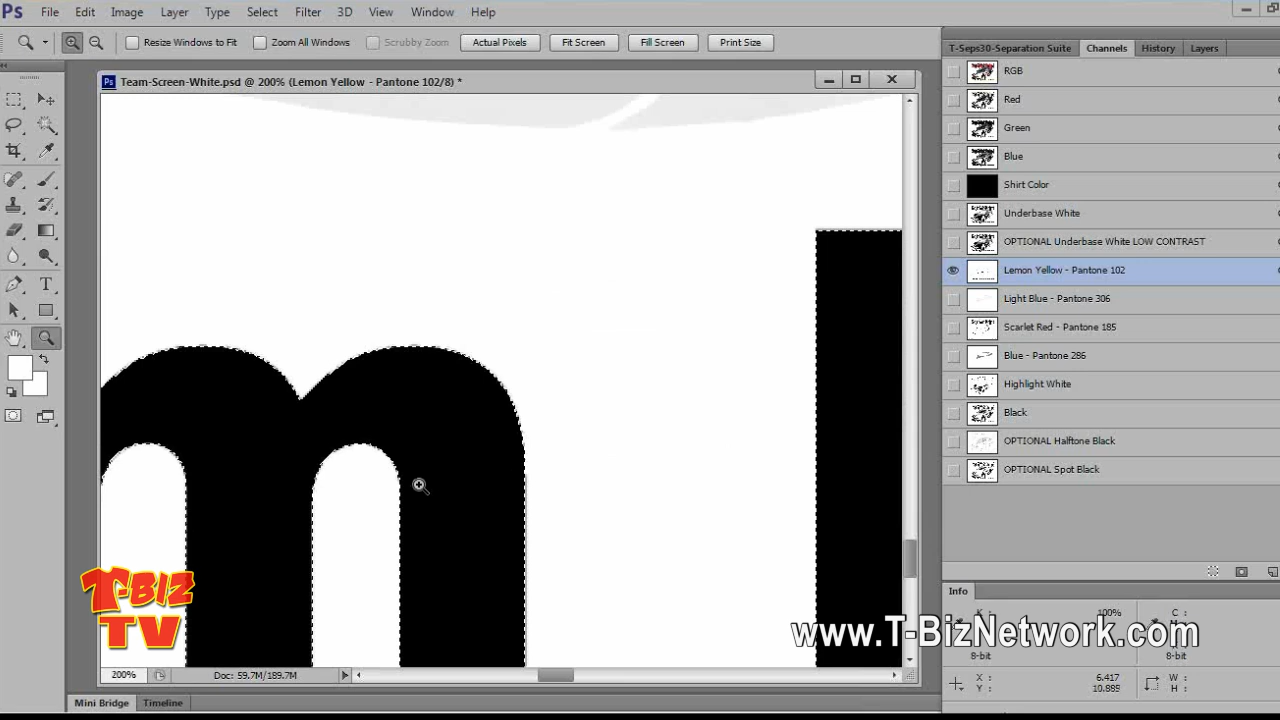 Ps File Edit Image Layer Type Select Filter 3D View Window Help
Resize Windows to Fit Zoom All Windows Scrubby Zoom Actual Pixels Fit Screen Fill Screen Print Size
T-Seps30-Separation Suite Channels History Layers
Ps Team-Screen-White.psd @ 200% (Lemon Yellow - Pantone 102/8) *
RGB
Red
Green
Blue
Shirt Color
Underbase White
OPTIONAL Underbase White LOW CONTRAST
Lemon Yellow - Pantone 102
Light Blue - Pantone 306
Scarlet Red - Pantone 185
Blue - Pantone 286
Highlight White
Black
OPTIONAL Halftone Black
OPTIONAL Spot Black
m
T-BIZ
TV
Info
K : 100% C :
M :
www.T-BizNetwork.com
8-bit 8-bit
200% Doc: 59.7M/189.7M
X : 6.417 W :
Y : 10.889 H :
Mini Bridge Timeline